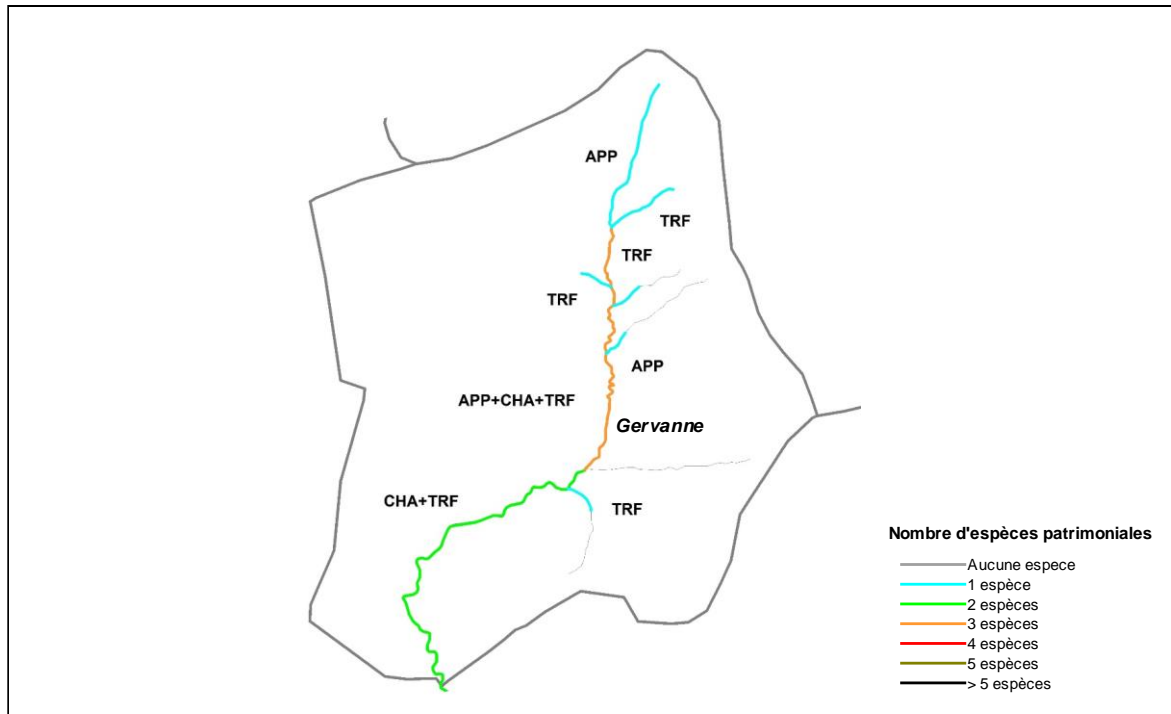 APP
TRF
TRF
TRF
APP
APP+CHA+TRF
Gervanne
CHA+TRF
TRF
Nombre d'espèces patrimoniales
Aucune espece
1 espèce
2 espèces
3 espèces
4 espèces
5 espèces
> 5 espèces